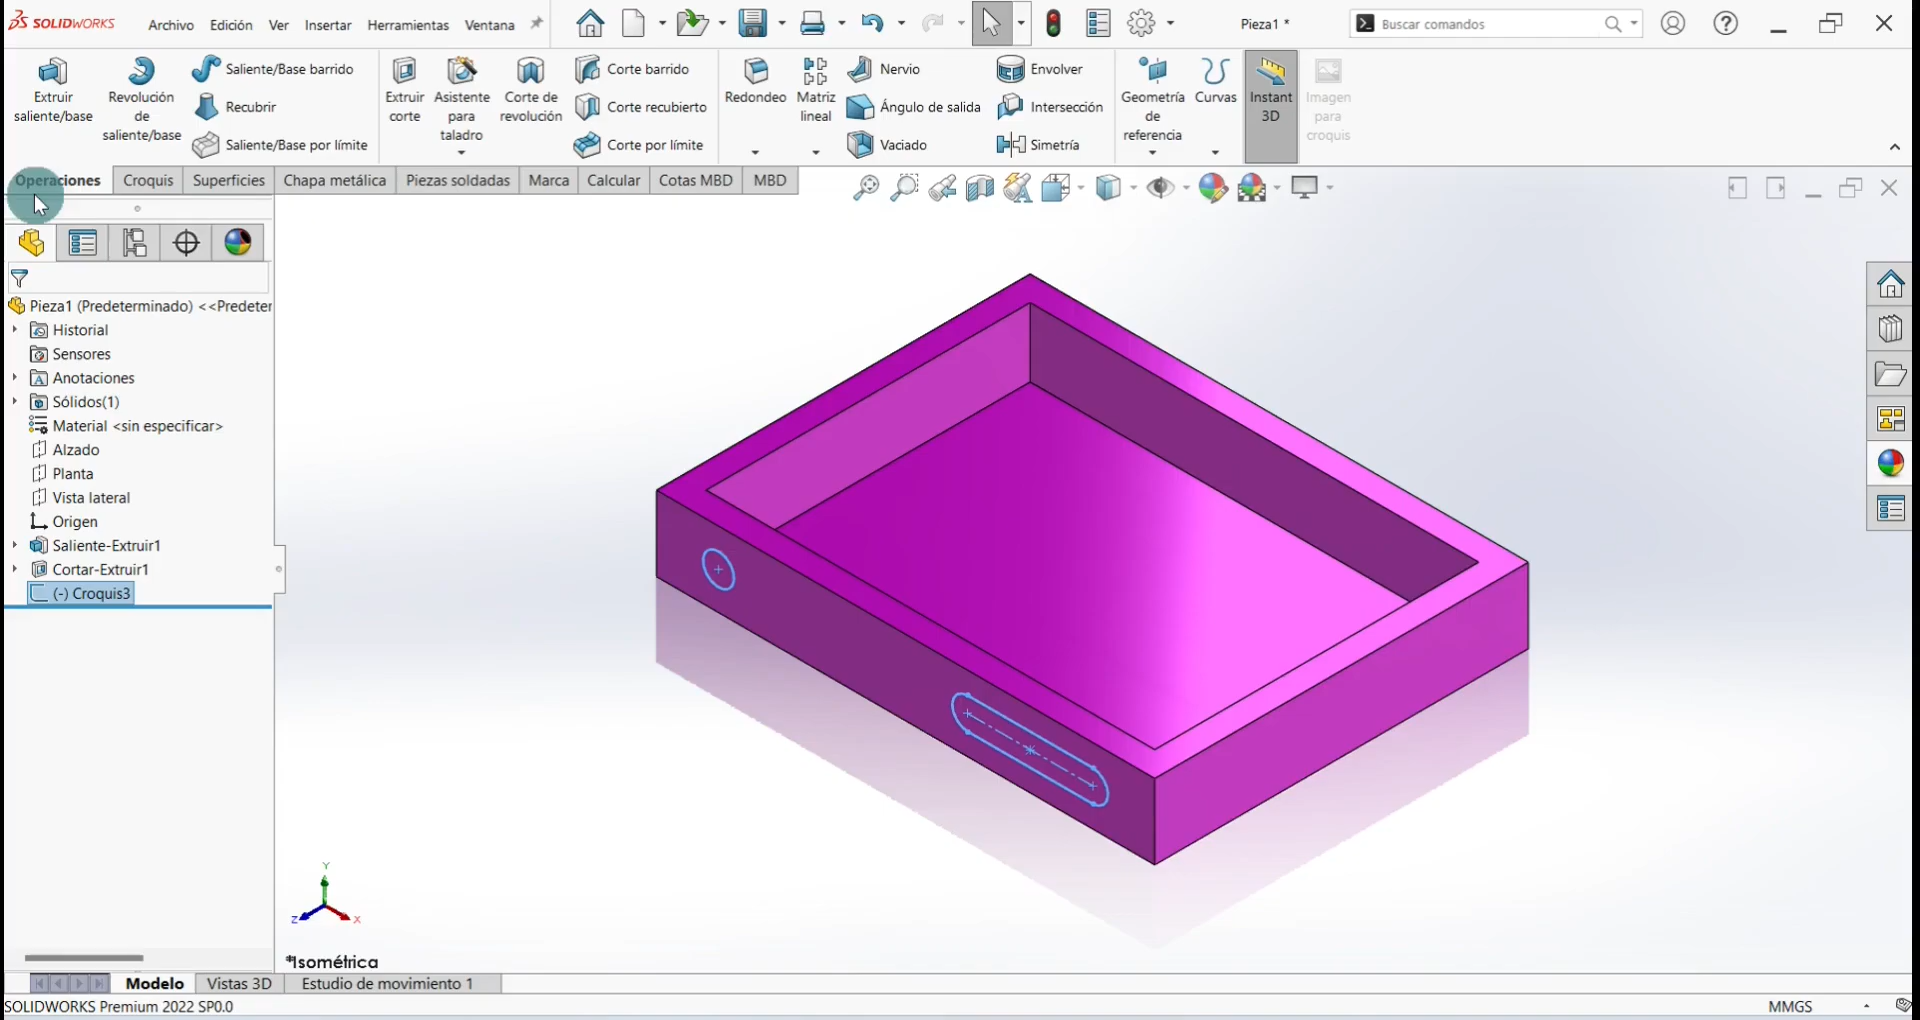 SOLIDWORKS
Archivo Edición Ver Insertar Herramientas Ventana
Pieza1 *
Buscar comandos
Extruir saliente/base
Revolución de saliente/base
Saliente/Base barrido
Recubrir
Saliente/Base por límite
Extruir corte
Asistente para taladro
Corte de revolución
Corte barrido
Corte recubierto
Corte por límite
Redondeo
Matriz lineal
Nervio
Ángulo de salida
Vaciado
Envolver
Intersección
Simetría
Geometría de referencia
Curvas
Instant 3D
Imagen para croquis
Operaciones Croquis Superficies Chapa metálica Piezas soldadas Marca Calcular Cotas MBD MBD
Pieza1 (Predeterminado) <<Predeter
Historial
Sensores
Anotaciones
Sólidos(1)
Material <sin especificar>
Alzado
Planta
Vista lateral
Origen
Saliente-Extruir1
Cortar-Extruir1
(-) Croquis3
Y
Z X
*Isométrica
Modelo Vistas 3D Estudio de movimiento 1
SOLIDWORKS Premium 2022 SP0.0 MMGS